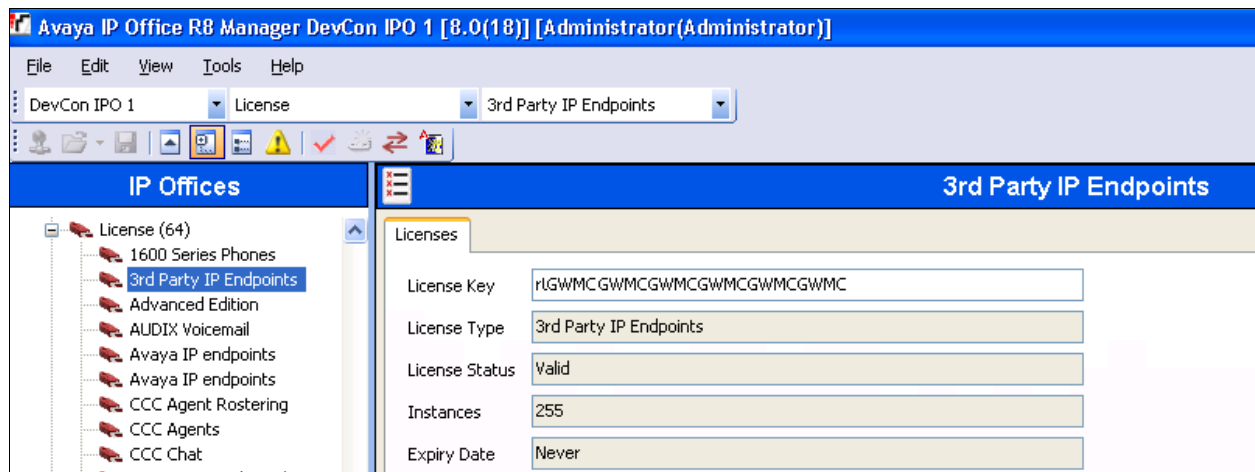 Avaya IP Office R8 Manager DevCon IPO 1 [8.0(18)] [Administrator(Administrator)]
File Edit View Tools Help
DevCon IPO 1 License 3rd Party IP Endpoints
IP Offices
License (64)
1600 Series Phones
3rd Party IP Endpoints
Advanced Edition
AUDIX Voicemail
Avaya IP endpoints
Avaya IP endpoints
CCC Agent Rostering
CCC Agents
CCC Chat
3rd Party IP Endpoints
Licenses
License Key rlGWMCGWMCGWMCGWMCGWMCGWMC
License Type 3rd Party IP Endpoints
License Status Valid
Instances 255
Expiry Date Never